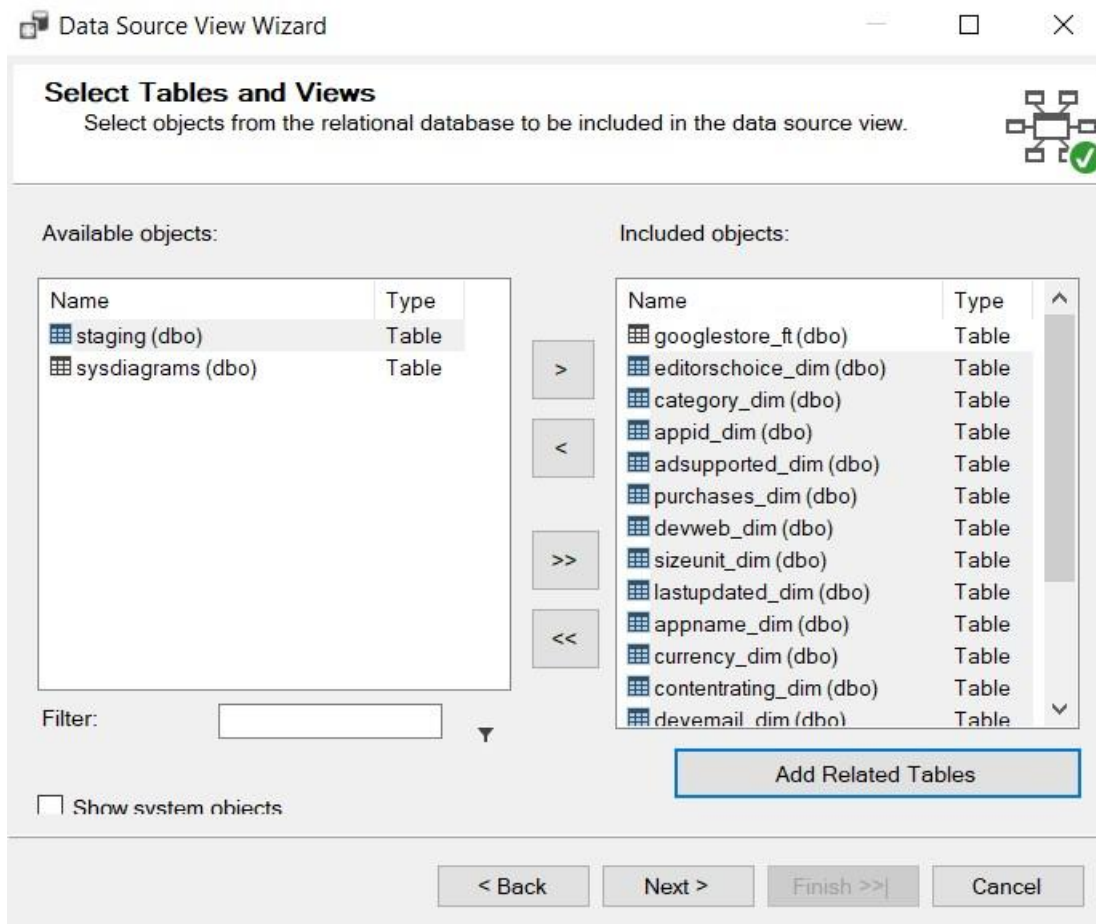 Data Source View Wizard
Select Tables and Views
Select objects from the relational database to be included in the data source view.
Available objects:
Name Type
staging (dbo) Table
sysdiagrams (dbo) Table
Filter:
Show system objects
>
<
>>
<<
Included objects:
Name Type
googlestore_ft (dbo) Table
editorschoice_dim (dbo) Table
category_dim (dbo) Table
appid_dim (dbo) Table
adsupported_dim (dbo) Table
purchases_dim (dbo) Table
devweb_dim (dbo) Table
sizeunit_dim (dbo) Table
lastupdated_dim (dbo) Table
appname_dim (dbo) Table
currency_dim (dbo) Table
contentrating_dim (dbo) Table
devemail_dim (dbo) Table
Add Related Tables
< Back Next > Finish >>| Cancel